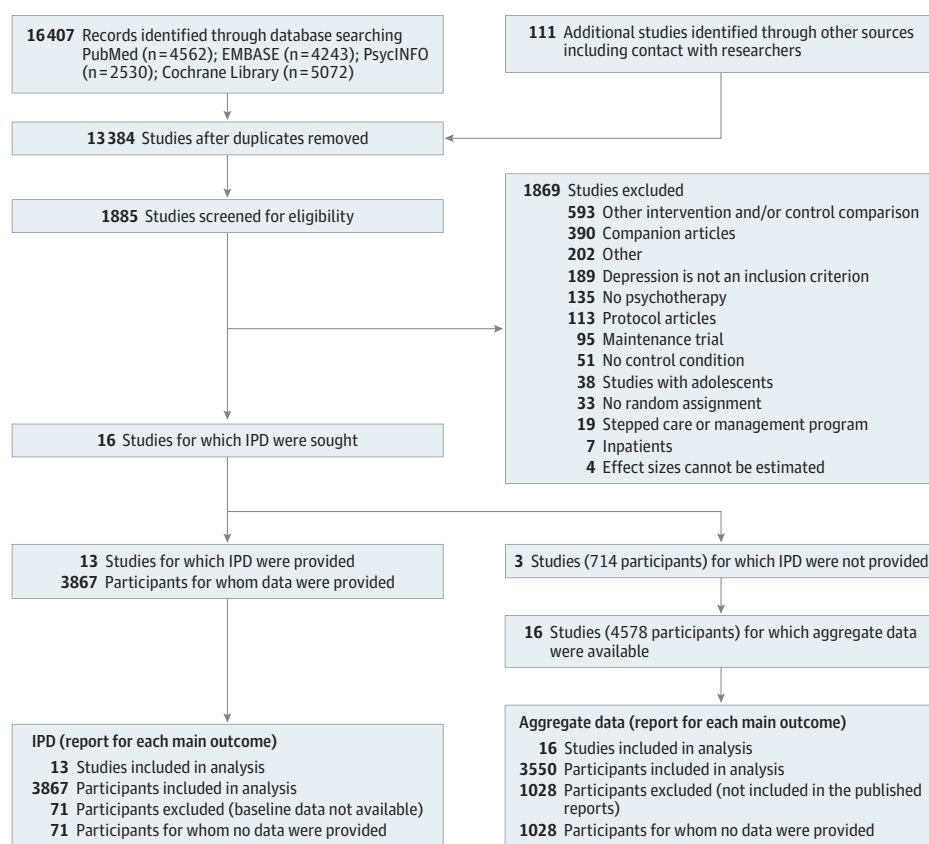 16407 Records identified through database searching
PubMed (n=4562); EMBASE (n=4243); PsycINFO
(n=2530); Cochrane Library (n=5072)
111 Additional studies identified through other sources
including contact with researchers
13384 Studies after duplicates removed
1885 Studies screened for eligibility
1869 Studies excluded
593 Other intervention and/or control comparison
390 Companion articles
202 Other
189 Depression is not an inclusion criterion
135 No psychotherapy
113 Protocol articles
95 Maintenance trial
51 No control condition
38 Studies with adolescents
33 No random assignment
19 Stepped care or management program
7 Inpatients
4 Effect sizes cannot be estimated
16 Studies for which IPD were sought
13 Studies for which IPD were provided
3867 Participants for whom data were provided
3 Studies (714 participants) for which IPD were not provided
16 Studies (4578 participants) for which aggregate data
were available
IPD (report for each main outcome)
13 Studies included in analysis
3867 Participants included in analysis
71 Participants excluded (baseline data not available)
71 Participants for whom no data were provided
Aggregate data (report for each main outcome)
16 Studies included in analysis
3550 Participants included in analysis
1028 Participants excluded (not included in the published
reports)
1028 Participants for whom no data were provided